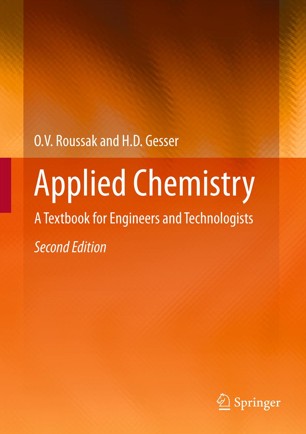 O.V. Roussak and H.D. Gesser
Applied Chemistry
A Textbook for Engineers and Technologists
Second Edition
Springer